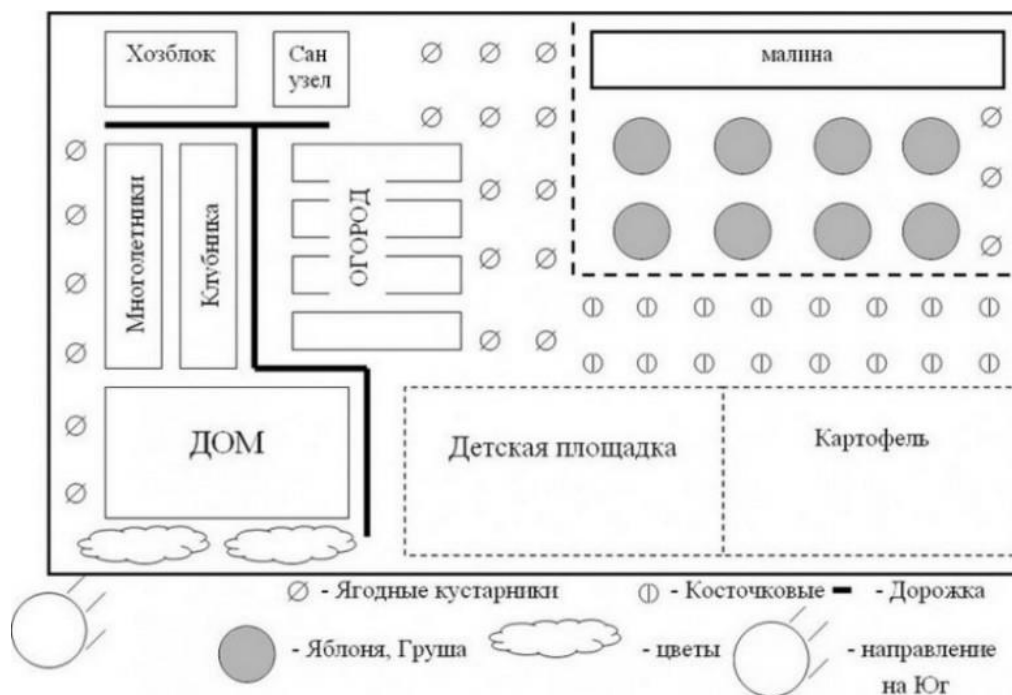 Хозблок
Сан
узел
малина
Многолетники
Клубника
ОГОРОД
ДОМ
Детская площадка
Картофель
- Ягодные кустарники
- Косточковые
- Дорожка
- Яблоня, Груша
- цветы
- направление
на Юг